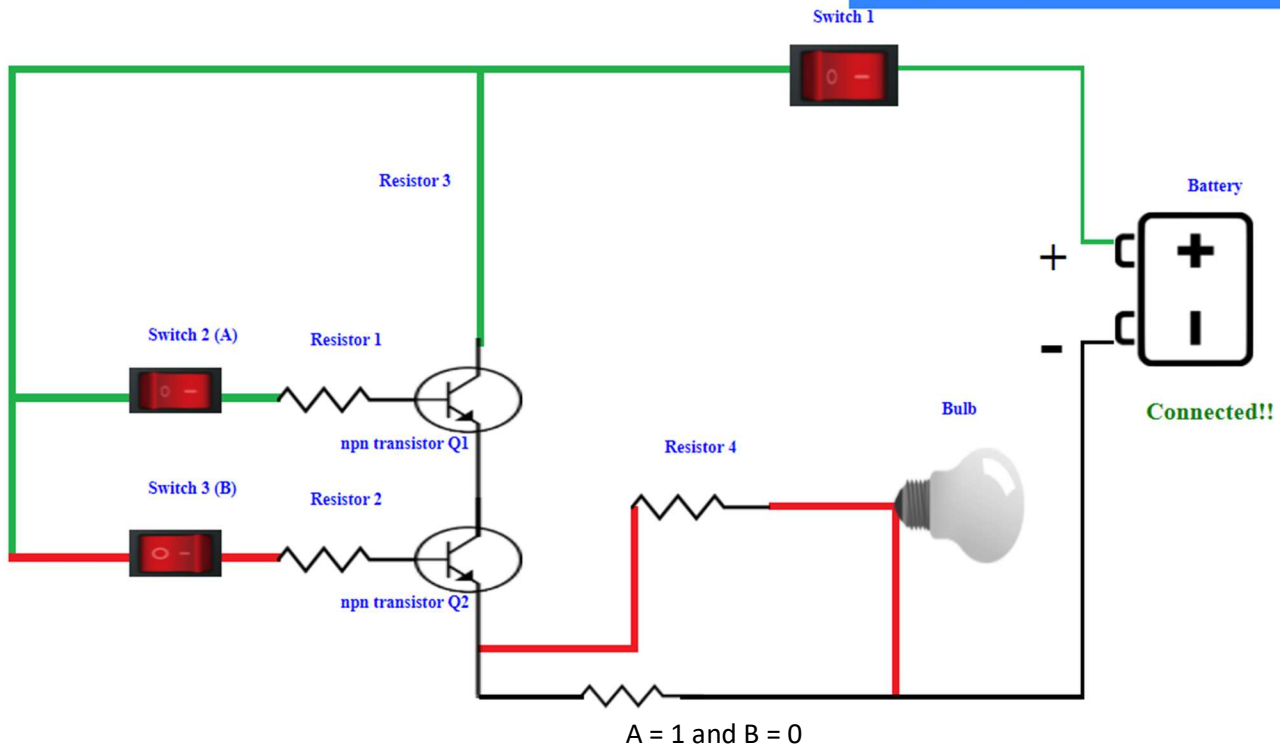 Switch 1
Resistor 3
Battery
+
-
Switch 2 (A)
Resistor 1
npn transistor Q1
Connected!!
Bulb
Resistor 4
Switch 3 (B)
Resistor 2
npn transistor Q2
A = 1 and B = 0